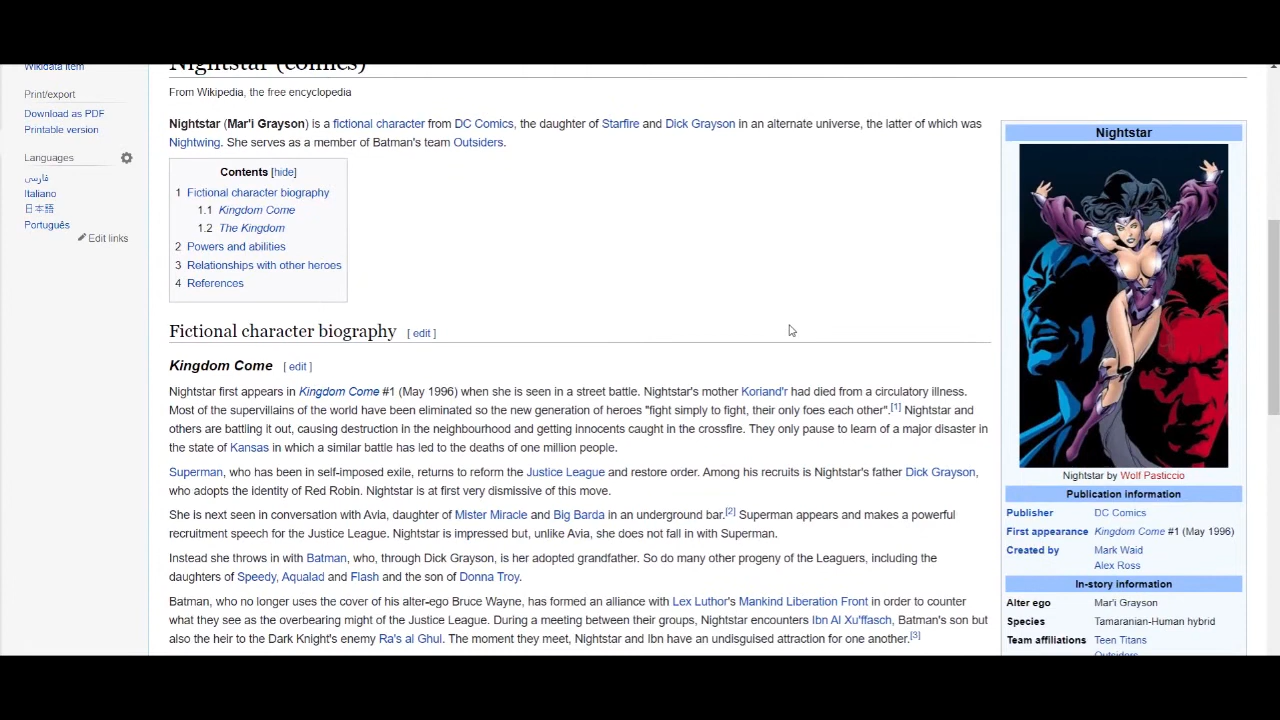 Wikidata item
Print/export
Download as PDF
Printable version
Languages
فارسی
Italiano
日本語
Português
Edit links
Nightstar (comics)
From Wikipedia, the free encyclopedia
Nightstar (Mar'i Grayson) is a fictional character from DC Comics, the daughter of Starfire and Dick Grayson in an alternate universe, the latter of which was
Nightwing. She serves as a member of Batman's team Outsiders.
Contents [hide]
1 Fictional character biography
1.1 Kingdom Come
1.2 The Kingdom
2 Powers and abilities
3 Relationships with other heroes
4 References
Fictional character biography [ edit ]
Kingdom Come [ edit ]
Nightstar first appears in Kingdom Come #1 (May 1996) when she is seen in a street battle. Nightstar's mother Koriand'r had died from a circulatory illness.
Most of the supervillains of the world have been eliminated so the new generation of heroes "fight simply to fight, their only foes each other".[1] Nightstar and
others are battling it out, causing destruction in the neighbourhood and getting innocents caught in the crossfire. They only pause to learn of a major disaster in
the state of Kansas in which a similar battle has led to the deaths of one million people.
Superman, who has been in self-imposed exile, returns to reform the Justice League and restore order. Among his recruits is Nightstar's father Dick Grayson,
who adopts the identity of Red Robin. Nightstar is at first very dismissive of this move.
She is next seen in conversation with Avia, daughter of Mister Miracle and Big Barda in an underground bar.[2] Superman appears and makes a powerful
recruitment speech for the Justice League. Nightstar is impressed but, unlike Avia, she does not fall in with Superman.
Instead she throws in with Batman, who, through Dick Grayson, is her adopted grandfather. So do many other progeny of the Leaguers, including the
daughters of Speedy, Aqualad and Flash and the son of Donna Troy.
Batman, who no longer uses the cover of his alter-ego Bruce Wayne, has formed an alliance with Lex Luthor's Mankind Liberation Front in order to counter
what they see as the overbearing might of the Justice League. During a meeting between their groups, Nightstar encounters Ibn Al Xu'ffasch, Batman's son but
also the heir to the Dark Knight's enemy Ra's al Ghul. The moment they meet, Nightstar and Ibn have an undisguised attraction for one another.[3]
Nightstar
Nightstar by Wolf Pasticcio
Publication information
Publisher DC Comics
First appearance Kingdom Come #1 (May 1996)
Created by Mark Waid
Alex Ross
In-story information
Alter ego Mar'i Grayson
Species Tamaranian-Human hybrid
Team affiliations Teen Titans
Outsiders